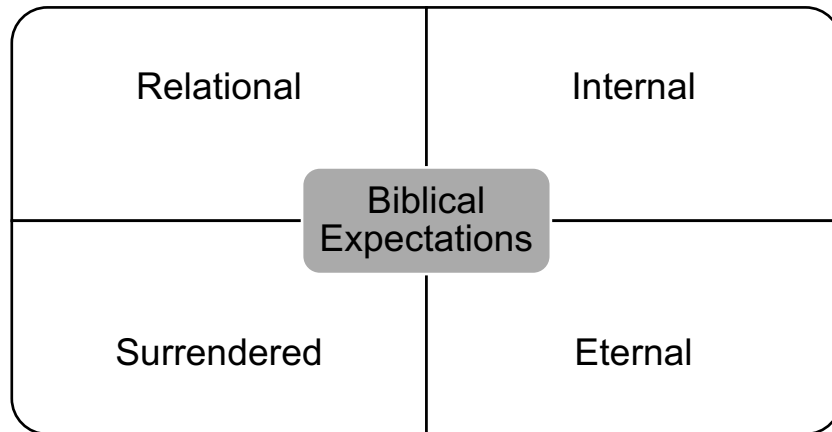 Relational
Internal
Biblical
Expectations
Surrendered
Eternal